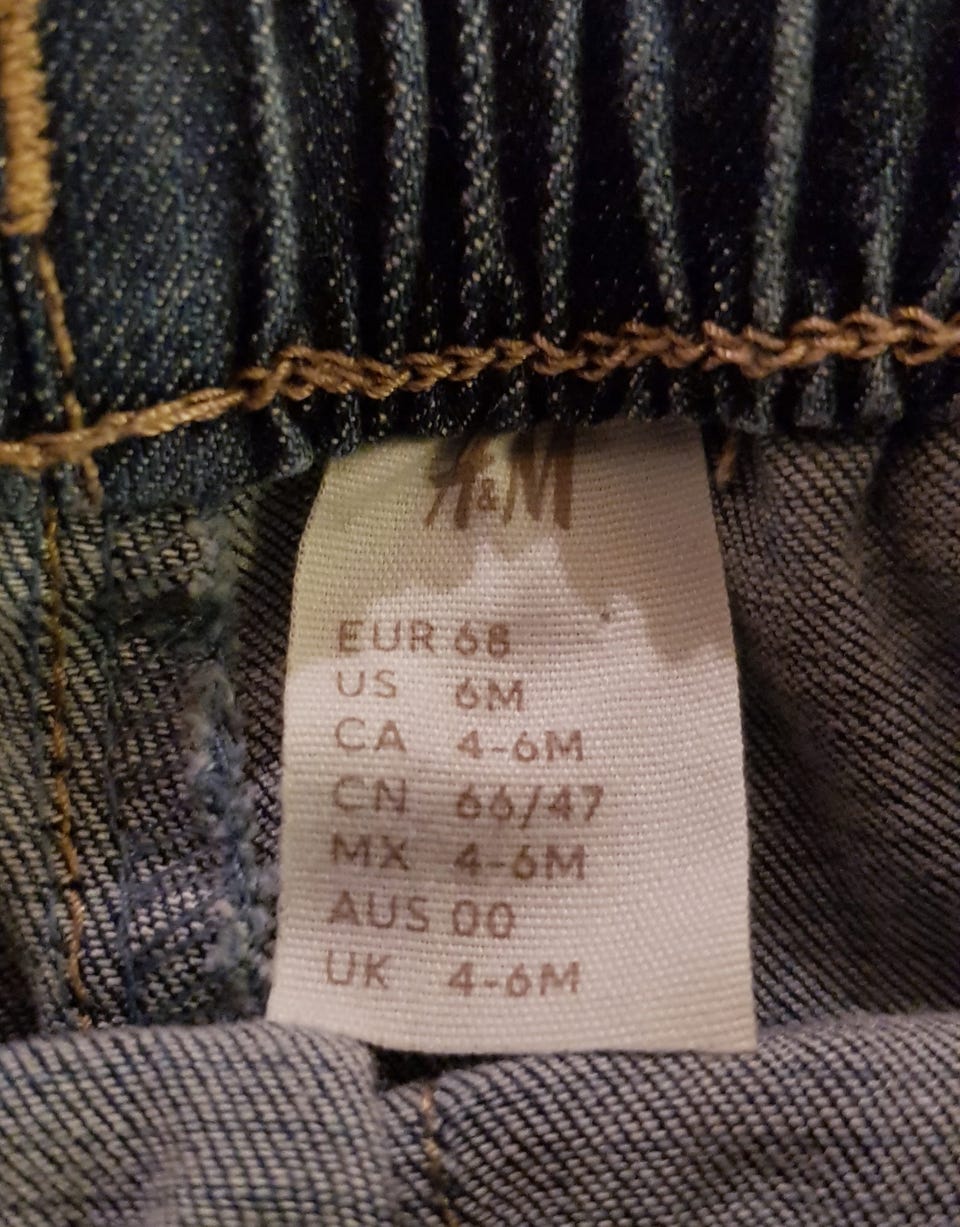 H&M
EUR 68
US 6M
CA 4-6M
CN 66/47
MX 4-6M
AUS 00
UK 4-6M